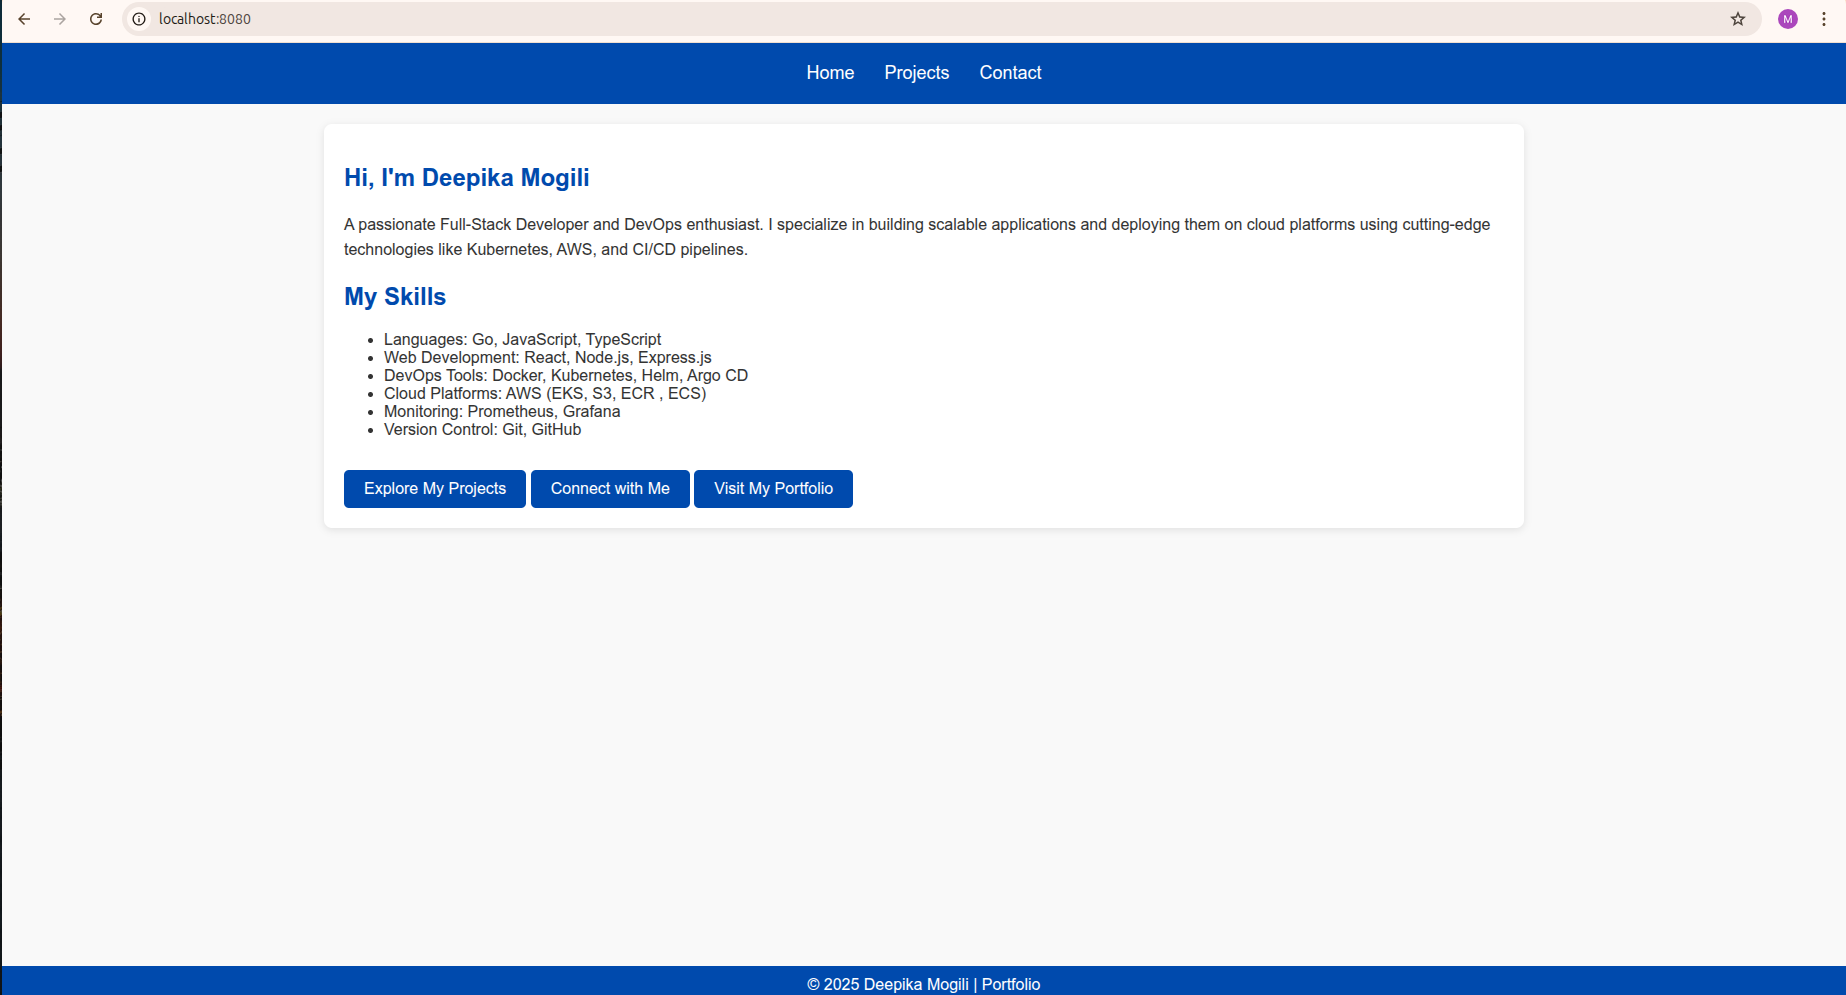 localhost:8080
M
Home Projects Contact
Hi, I'm Deepika Mogili
A passionate Full-Stack Developer and DevOps enthusiast. I specialize in building scalable applications and deploying them on cloud platforms using cutting-edge
technologies like Kubernetes, AWS, and CI/CD pipelines.
My Skills
• Languages: Go, JavaScript, TypeScript
• Web Development: React, Node.js, Express.js
• DevOps Tools: Docker, Kubernetes, Helm, Argo CD
• Cloud Platforms: AWS (EKS, S3, ECR , ECS)
• Monitoring: Prometheus, Grafana
• Version Control: Git, GitHub
Explore My Projects Connect with Me Visit My Portfolio
© 2025 Deepika Mogili | Portfolio